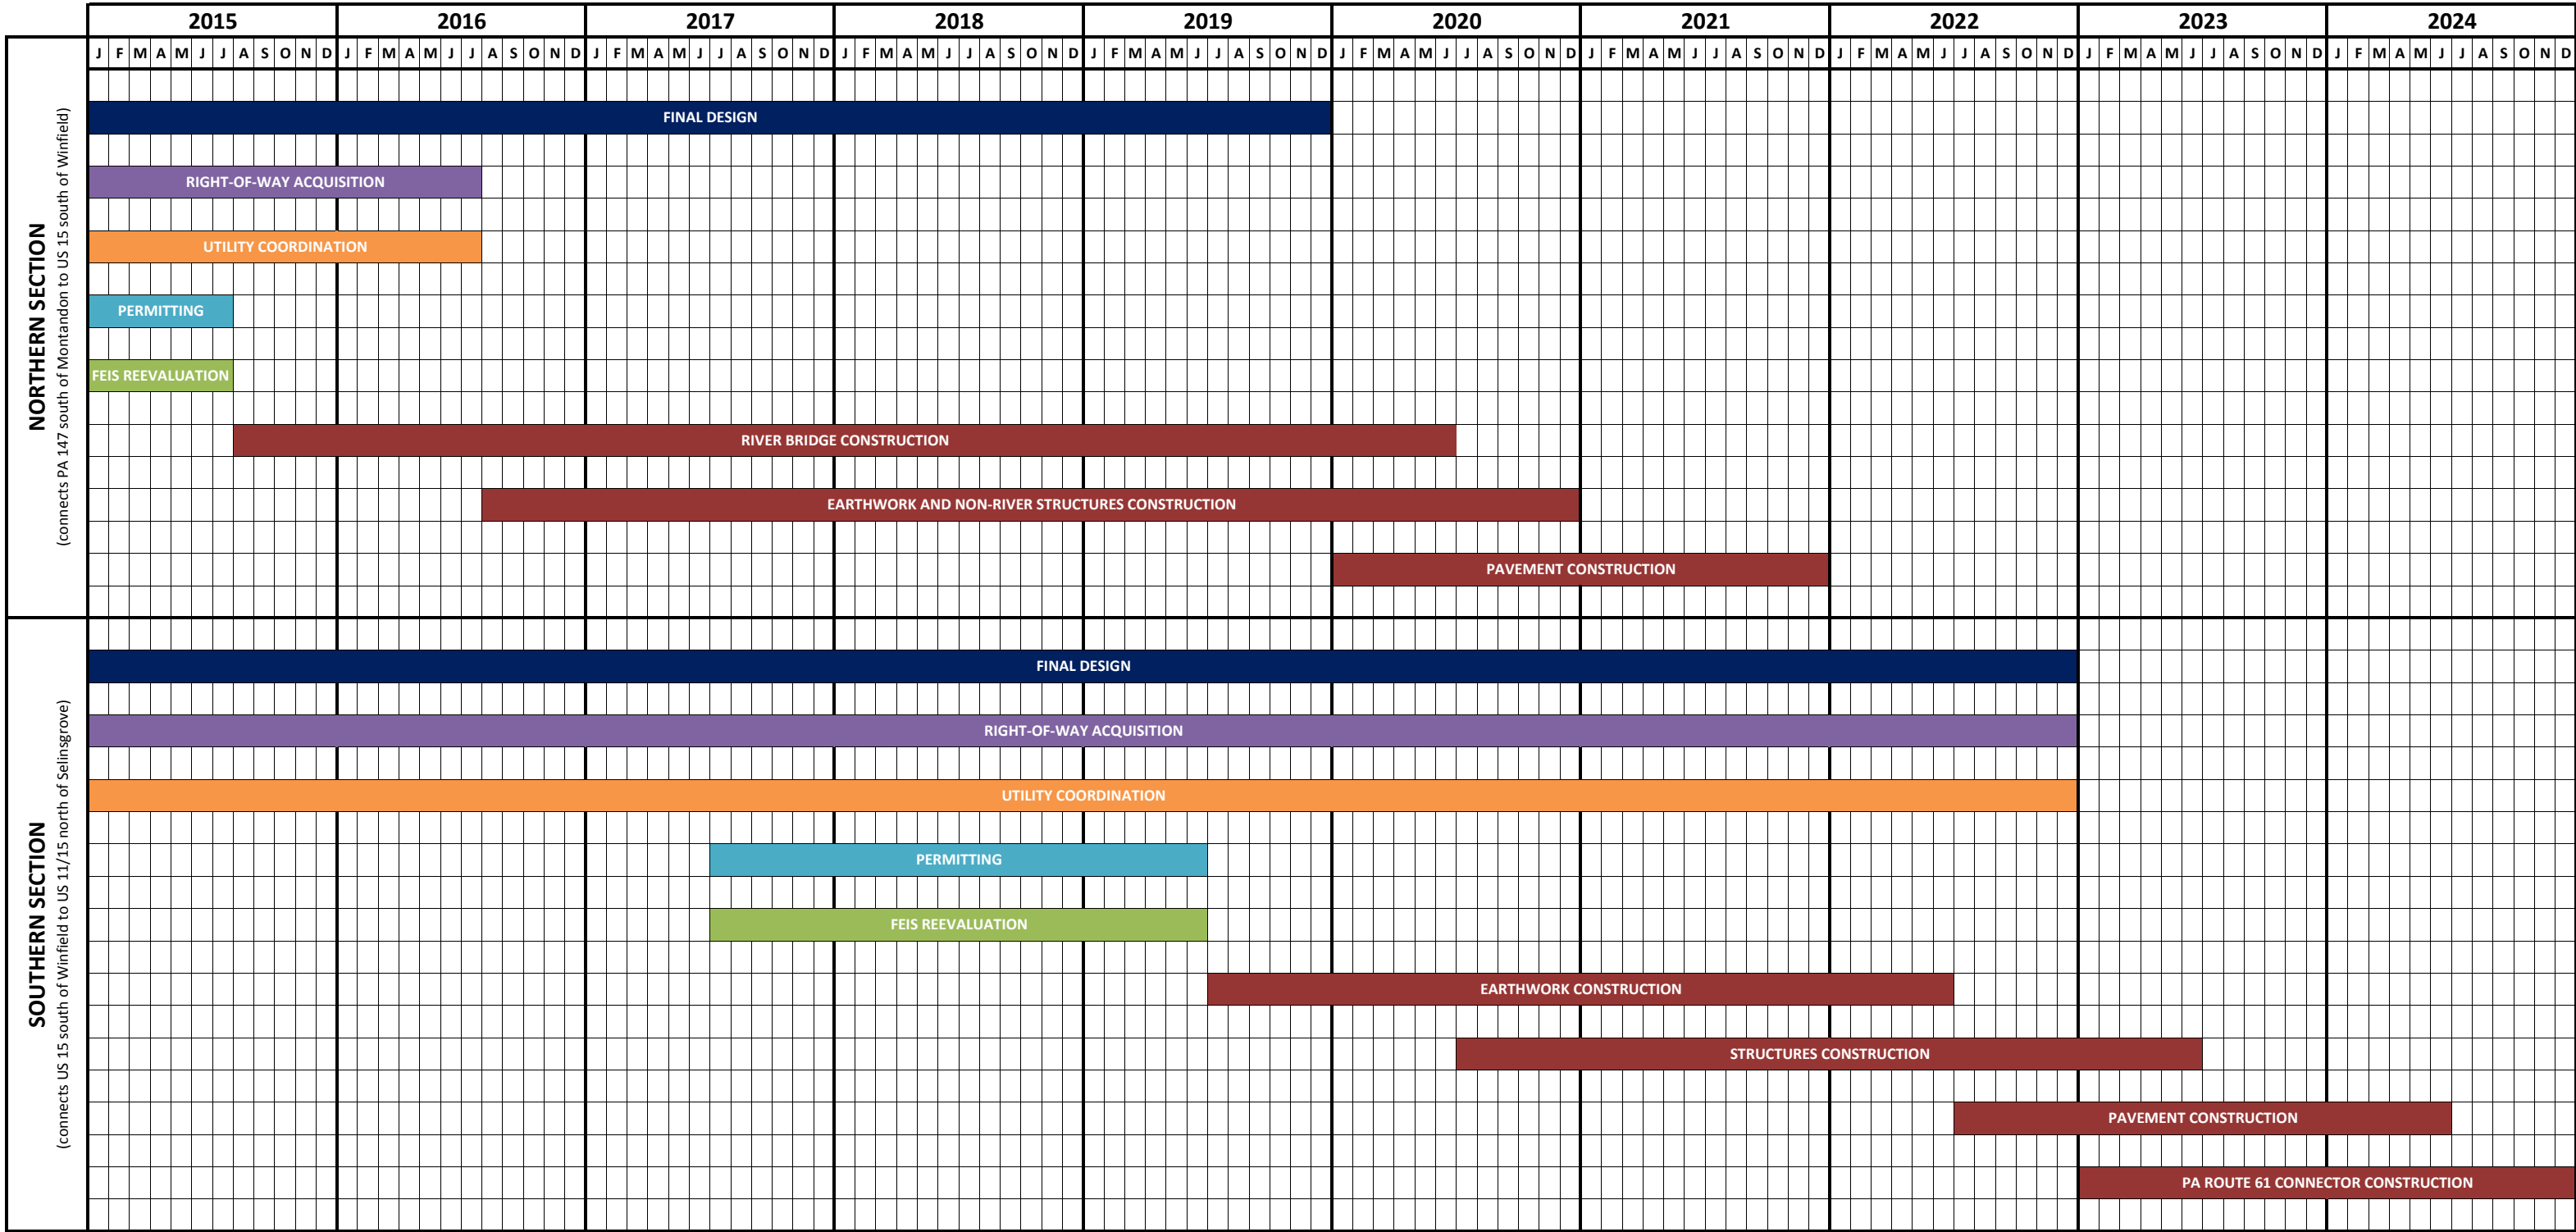 2015 2016 2017 2018 2019 2020 2021 2022 2023 2024
J F M A M J J A S O N D J F M A M J J A S O N D J F M A M J J A S O N D J F M A M J J A S O N D J F M A M J J A S O N D J F M A M J J A S O N D J F M A M J J A S O N D J F M A M J J A S O N D J F M A M J J A S O N D J F M A M J J A S O N D
NORTHERN SECTION
(connects PA 147 south of Montandon to US 15 south of Winfield)
FINAL DESIGN
RIGHT-OF-WAY ACQUISITION
UTILITY COORDINATION
PERMITTING
FEIS REEVALUATION
RIVER BRIDGE CONSTRUCTION
EARTHWORK AND NON-RIVER STRUCTURES CONSTRUCTION
PAVEMENT CONSTRUCTION
SOUTHERN SECTION
(connects US 15 south of Winfield to US 11/15 north of Selinsgrove)
FINAL DESIGN
RIGHT-OF-WAY ACQUISITION
UTILITY COORDINATION
PERMITTING
FEIS REEVALUATION
EARTHWORK CONSTRUCTION
STRUCTURES CONSTRUCTION
PAVEMENT CONSTRUCTION
PA ROUTE 61 CONNECTOR CONSTRUCTION